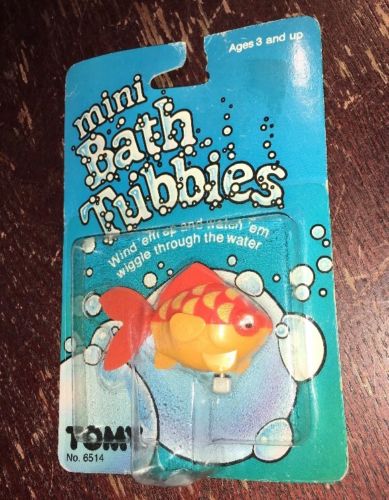 Ages 3 and up
mini
Bath
Tubbies
Wind 'em up and watch 'em
wiggle through the water
TOMY
No. 6514